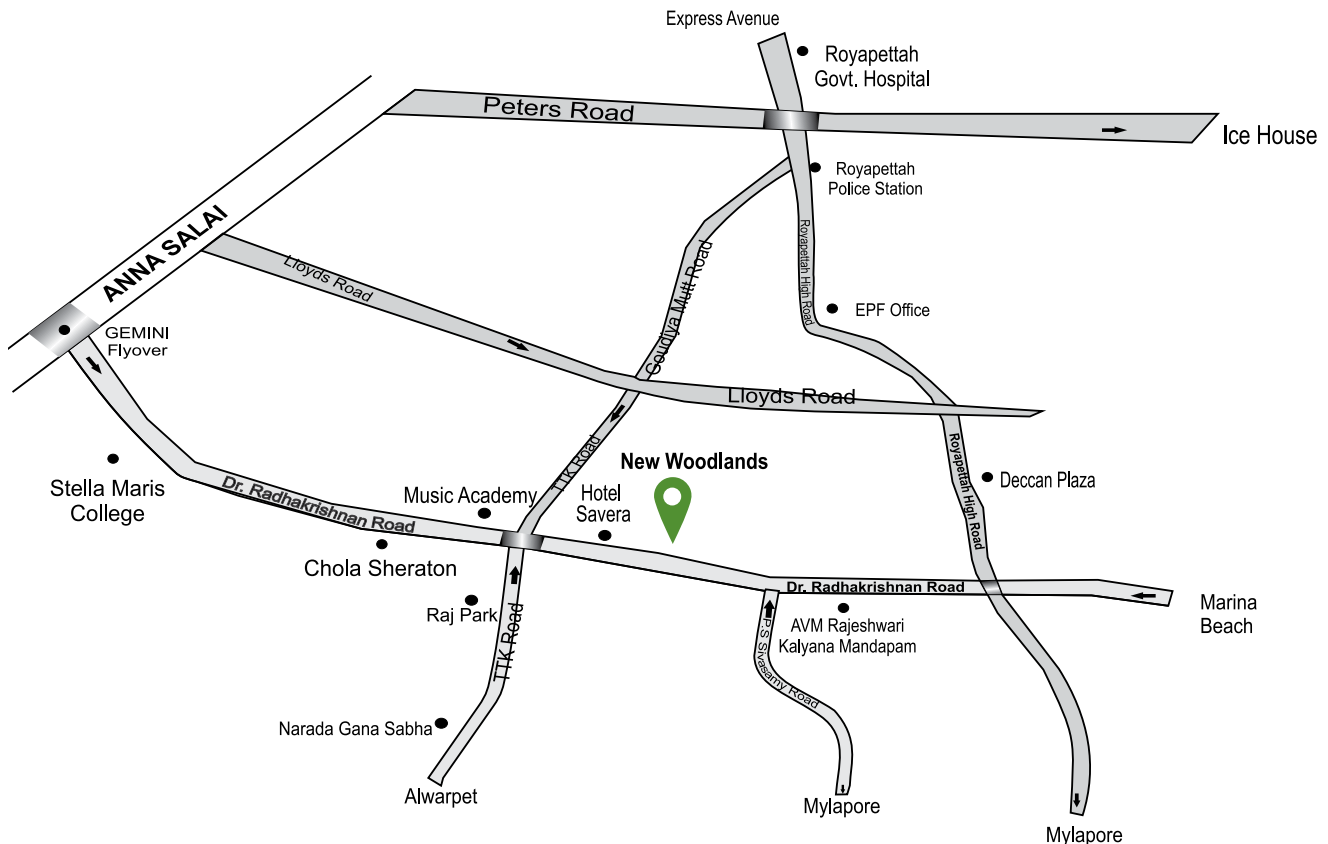 Express Avenue
Royapettah
Govt. Hospital
Peters Road
Ice House
Royapettah
Police Station
ANNA SALAI
Lloyds Road
Goudiya Mutt Road
Royapettah High Road
EPF Office
GEMINI
Flyover
Lloyds Road
TTK Road
New Woodlands
Royapettah High Road
Deccan Plaza
Stella Maris
College
Dr. Radhakrishnan Road
Music Academy
Hotel
Savera
Chola Sheraton
Dr. Radhakrishnan Road
Marina
Beach
Raj Park
TTK Road
P.S Sivasamy Road
AVM Rajeshwari
Kalyana Mandapam
Narada Gana Sabha
Alwarpet
Mylapore
Mylapore